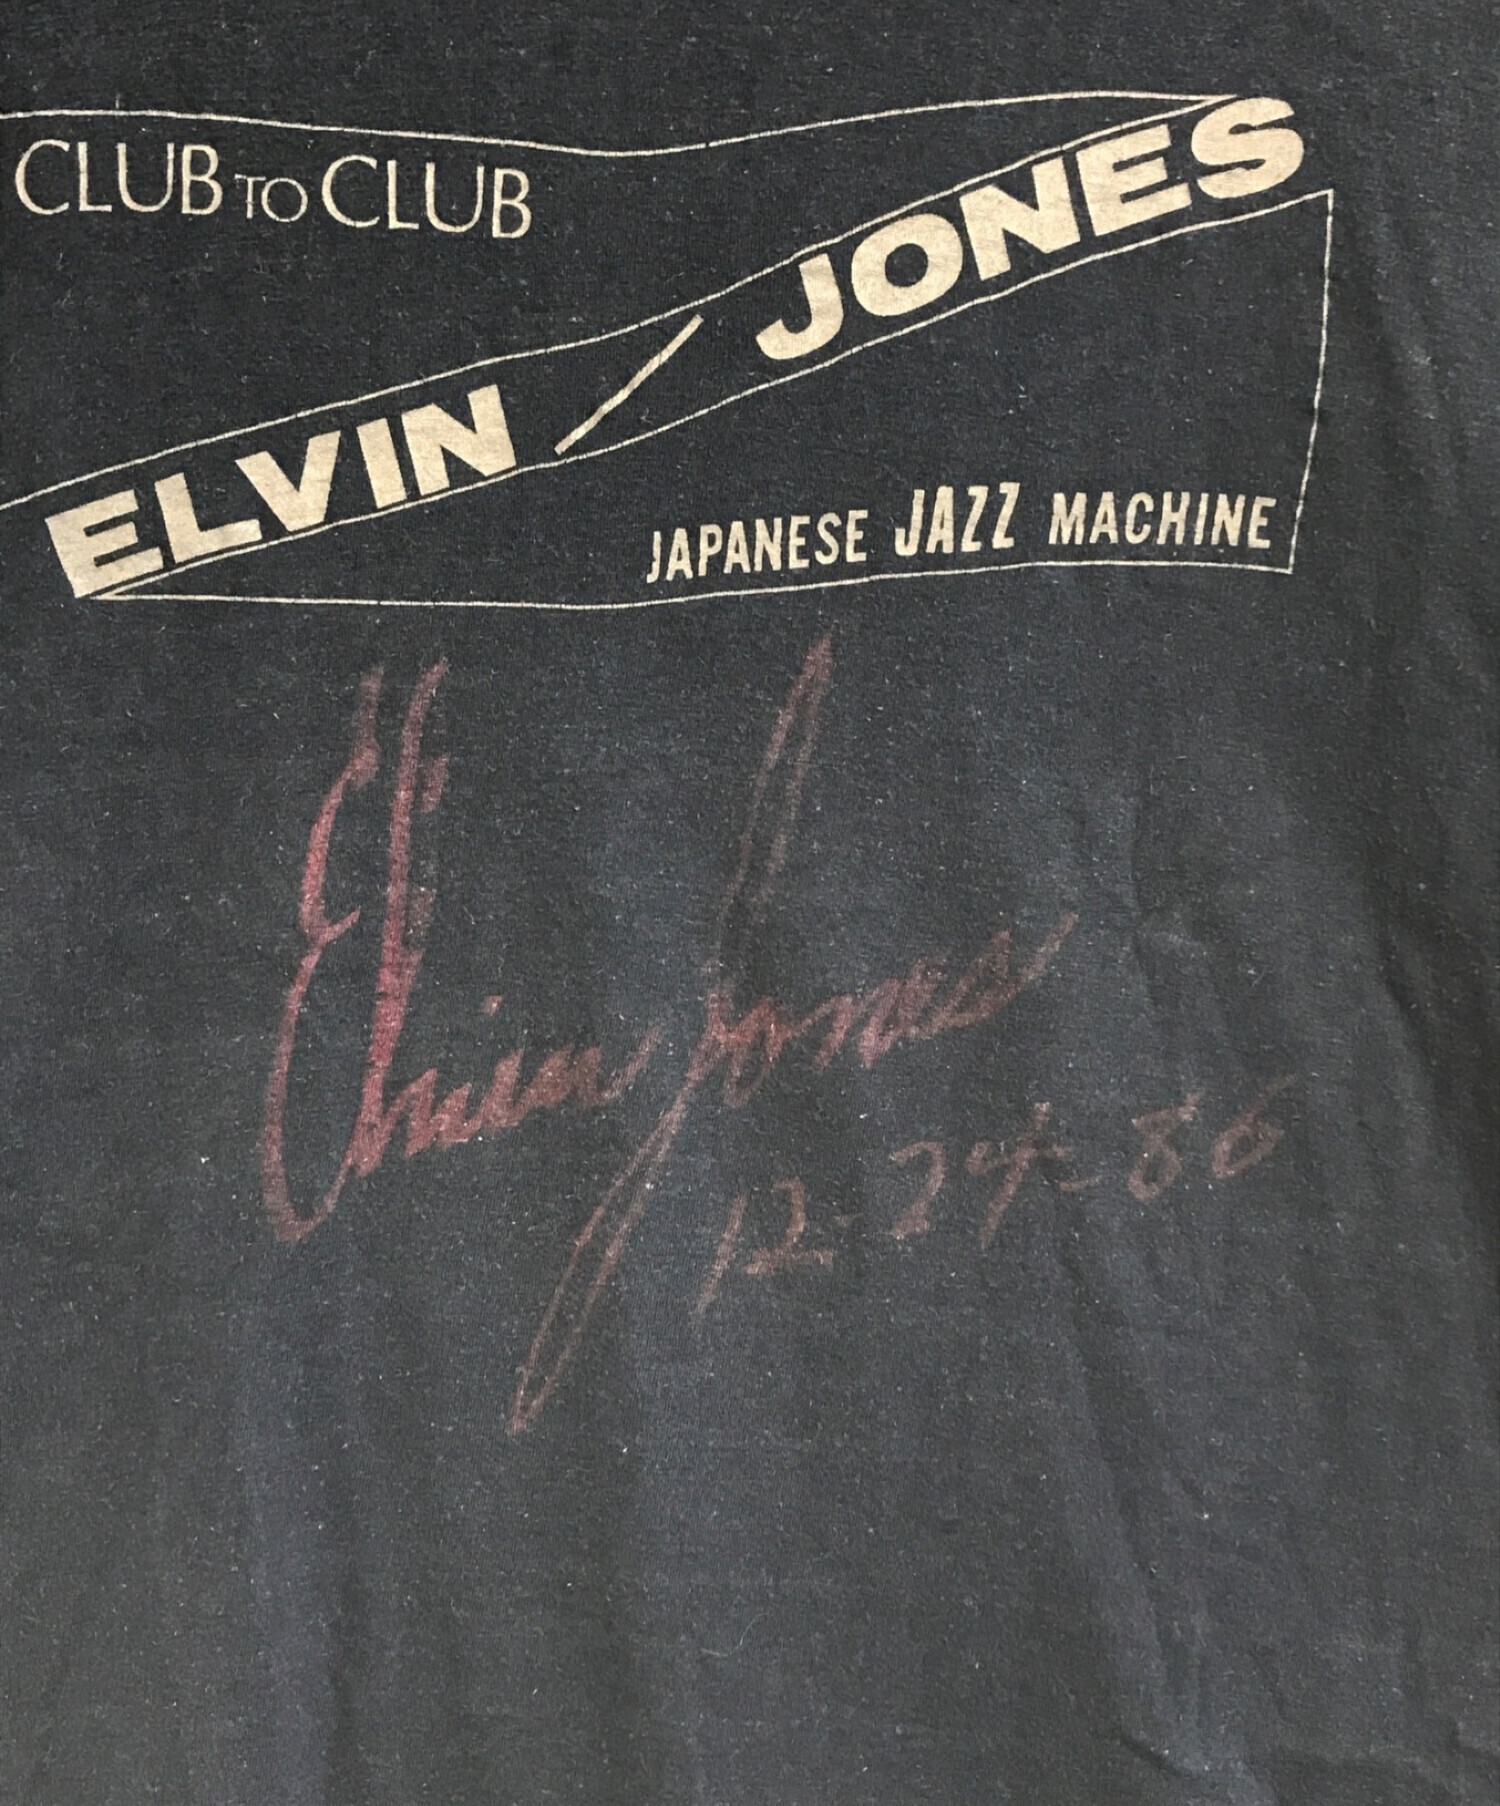 CLUB TO CLUB
ELVIN / JONES
JAPANESE JAZZ MACHINE
Elvin Jones
12-24-86